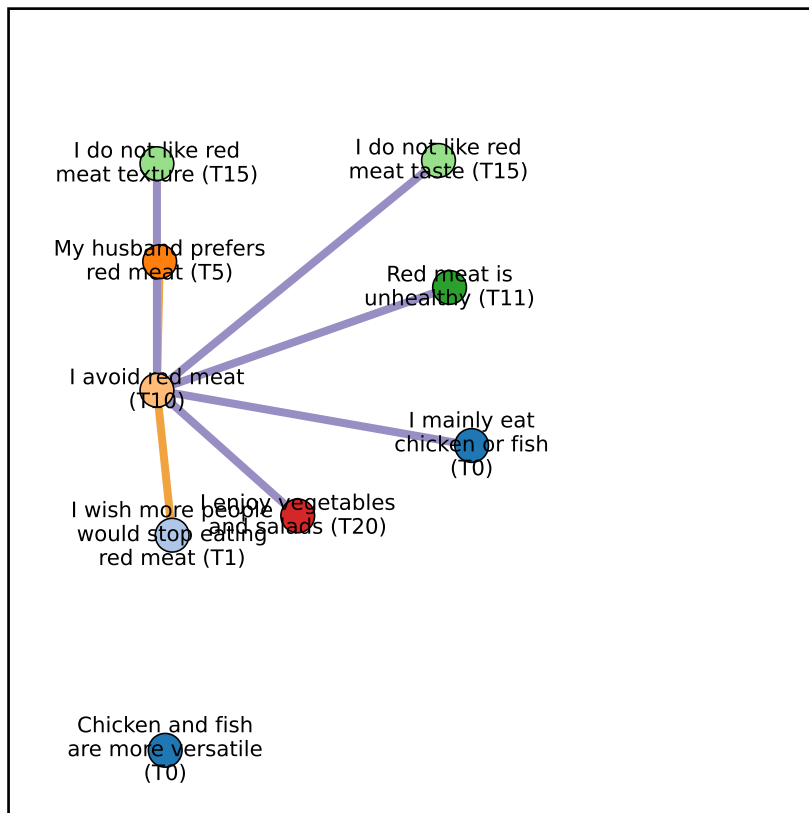 I do not like red
meat texture (T15)
I do not like red
meat taste (T15)
My husband prefers
red meat (T5)
Red meat is
unhealthy (T11)
I avoid red meat
(T10)
I mainly eat
chicken or fish
(T0)
I enjoy vegetables
and salads (T20)
I wish more people
would stop eating
red meat (T1)
Chicken and fish
are more versatile
(T0)